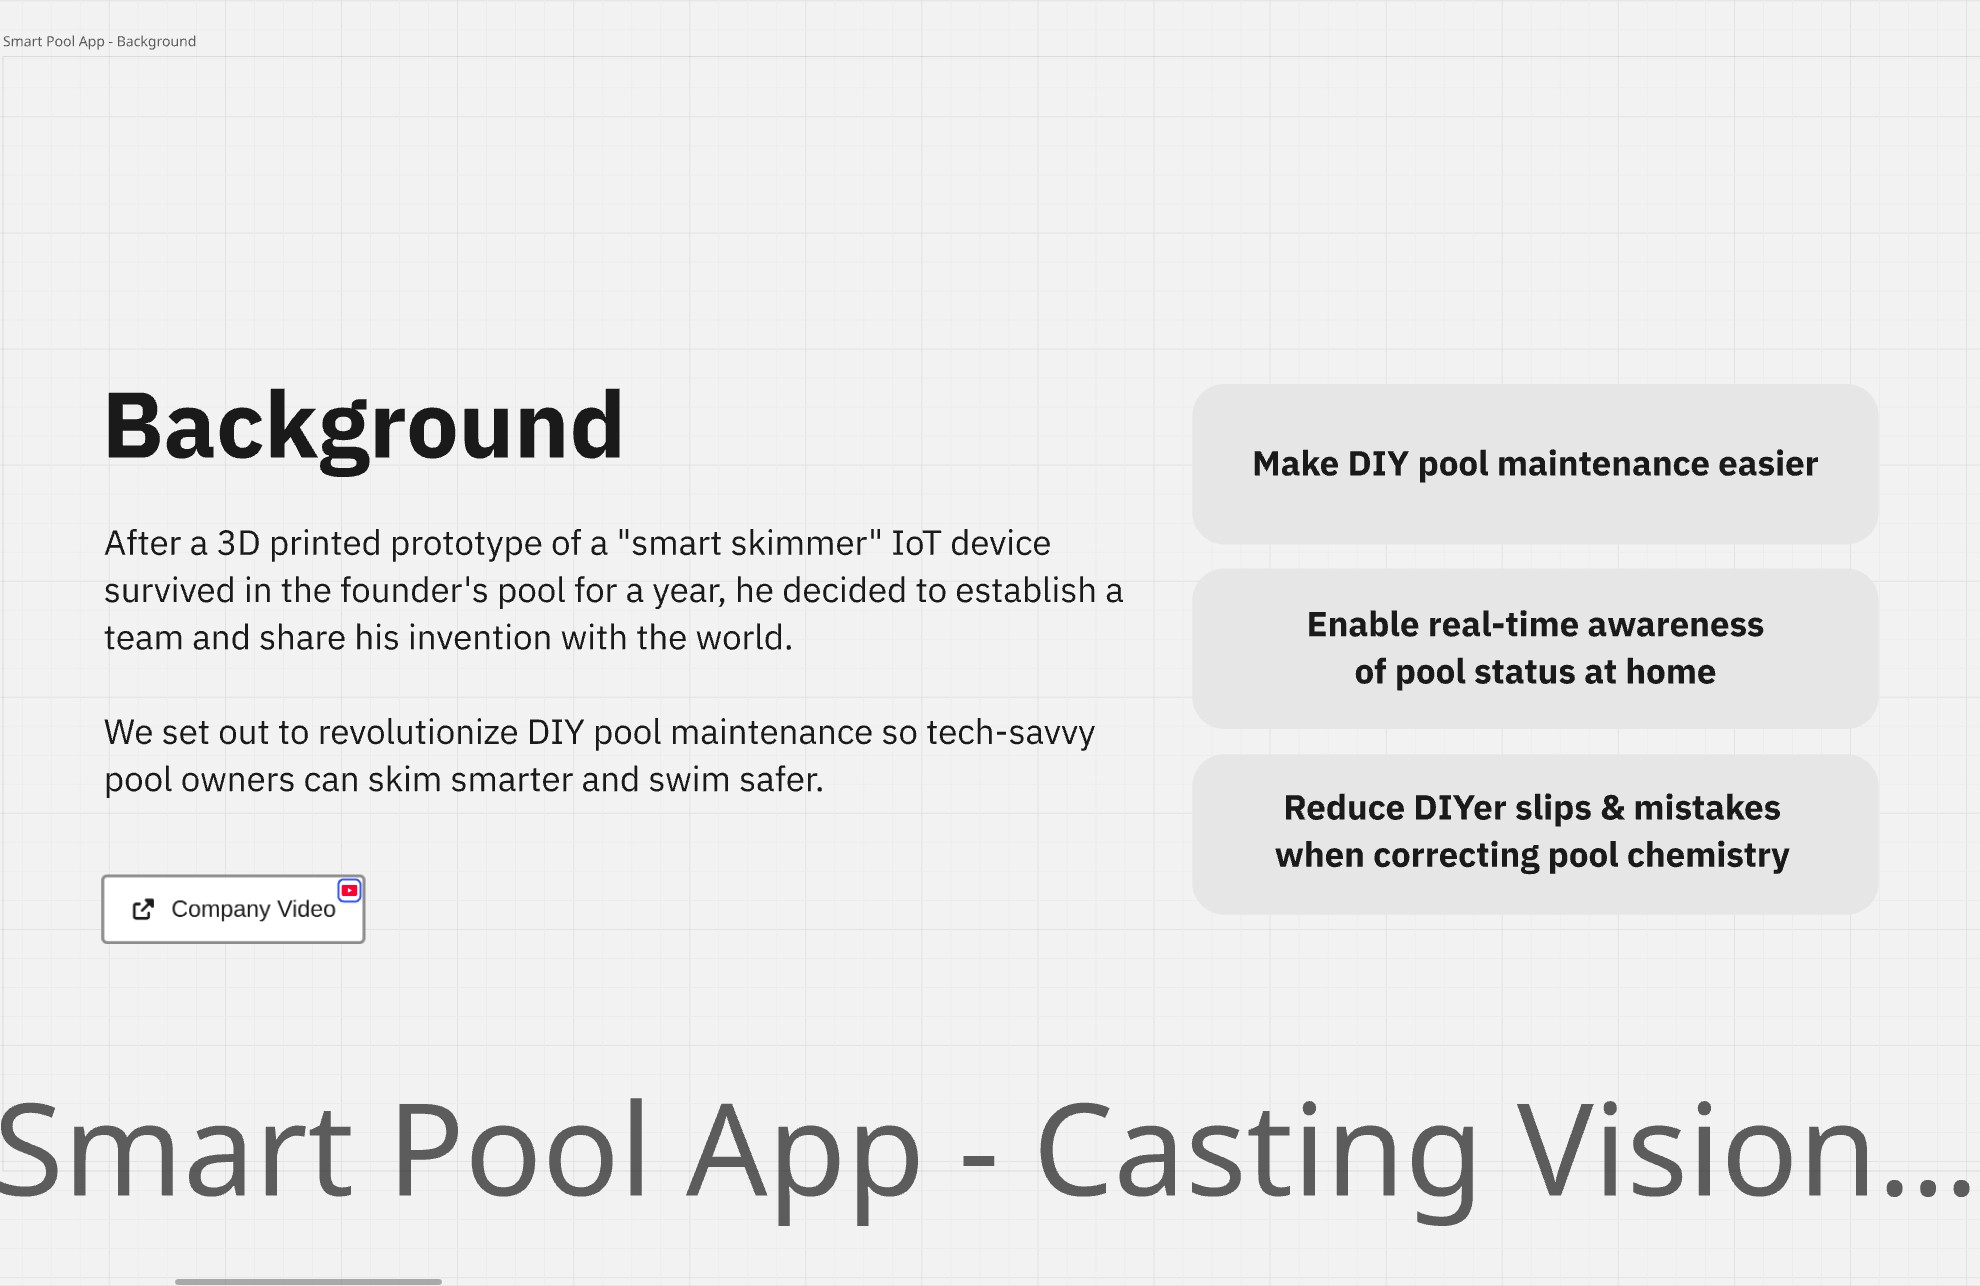 Smart Pool App - Background
Background
After a 3D printed prototype of a "smart skimmer" IoT device
survived in the founder's pool for a year, he decided to establish a
team and share his invention with the world.
We set out to revolutionize DIY pool maintenance so tech-savvy
pool owners can skim smarter and swim safer.
Company Video
Make DIY pool maintenance easier
Enable real-time awareness
of pool status at home
Reduce DIYer slips & mistakes
when correcting pool chemistry
Smart Pool App - Casting Vision...